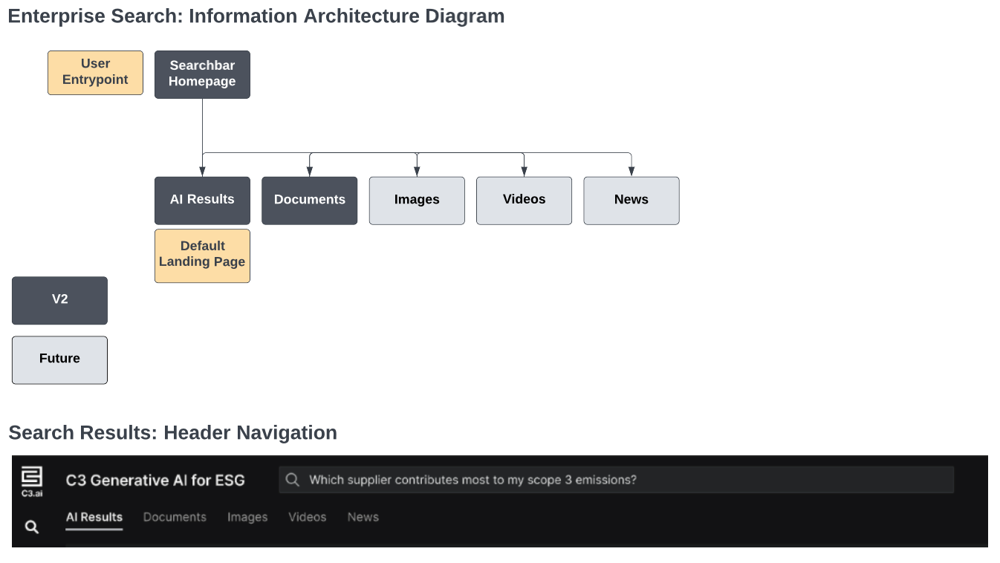 Enterprise Search: Information Architecture Diagram
User
Entrypoint
Searchbar
Homepage
AI Results
Documents
Images
Videos
News
Default
Landing Page
V2
Future
Search Results: Header Navigation
C3.ai
C3 Generative AI for ESG
Which supplier contributes most to my scope 3 emissions?
AI Results
Documents
Images
Videos
News